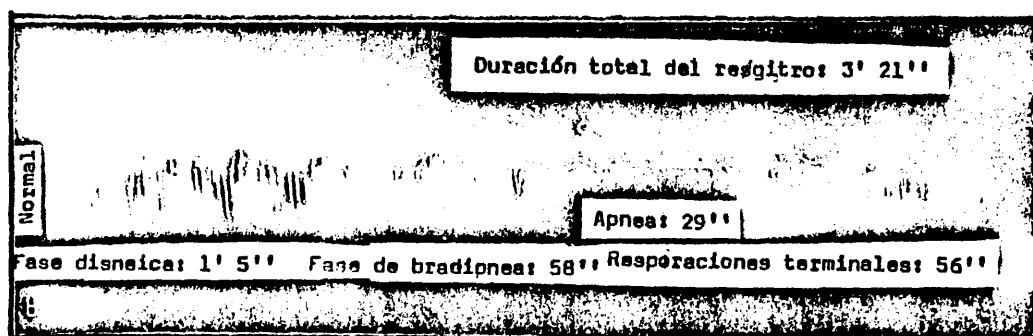 Duración total del resgitro: 3' 21''
Normal
Apnea: 29''
Fase disneica: 1' 5'' Fase de bradipnea: 58'' Resporaciones terminales: 56''